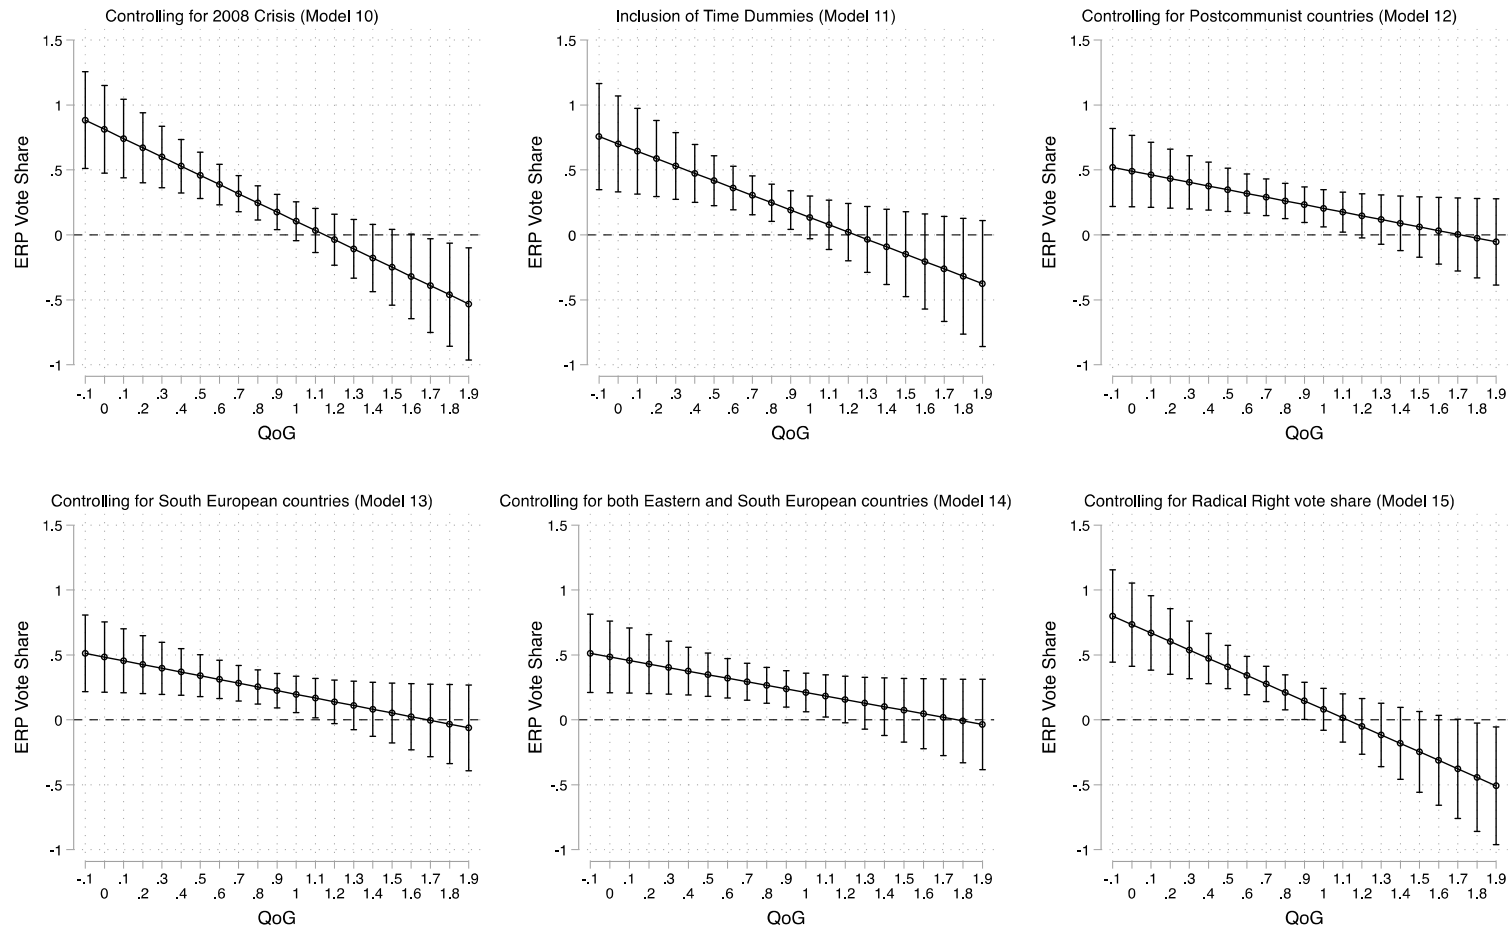 Controlling for 2008 Crisis (Model 10)
1.5
1
.5
0
-.5
-1
ERP Vote Share
-.1 .1 .3 .5 .7 .9 1.1 1.3 1.5 1.7 1.9
0 .2 .4 .6 .8 1 1.2 1.4 1.6 1.8
QoG
Inclusion of Time Dummies (Model 11)
1.5
1
.5
0
-.5
-1
ERP Vote Share
-.1 .1 .3 .5 .7 .9 1.1 1.3 1.5 1.7 1.9
0 .2 .4 .6 .8 1 1.2 1.4 1.6 1.8
QoG
Controlling for Postcommunist countries (Model 12)
1.5
1
.5
0
-.5
-1
ERP Vote Share
-.1 .1 .3 .5 .7 .9 1.1 1.3 1.5 1.7 1.9
0 .2 .4 .6 .8 1 1.2 1.4 1.6 1.8
QoG
Controlling for South European countries (Model 13)
1.5
1
.5
0
-.5
-1
ERP Vote Share
-.1 .1 .3 .5 .7 .9 1.1 1.3 1.5 1.7 1.9
0 .2 .4 .6 .8 1 1.2 1.4 1.6 1.8
QoG
Controlling for both Eastern and South European countries (Model 14)
1.5
1
.5
0
-.5
-1
ERP Vote Share
-.1 .1 .3 .5 .7 .9 1.1 1.3 1.5 1.7 1.9
0 .2 .4 .6 .8 1 1.2 1.4 1.6 1.8
QoG
Controlling for Radical Right vote share (Model 15)
1.5
1
.5
0
-.5
-1
ERP Vote Share
-.1 .1 .3 .5 .7 .9 1.1 1.3 1.5 1.7 1.9
0 .2 .4 .6 .8 1 1.2 1.4 1.6 1.8
QoG